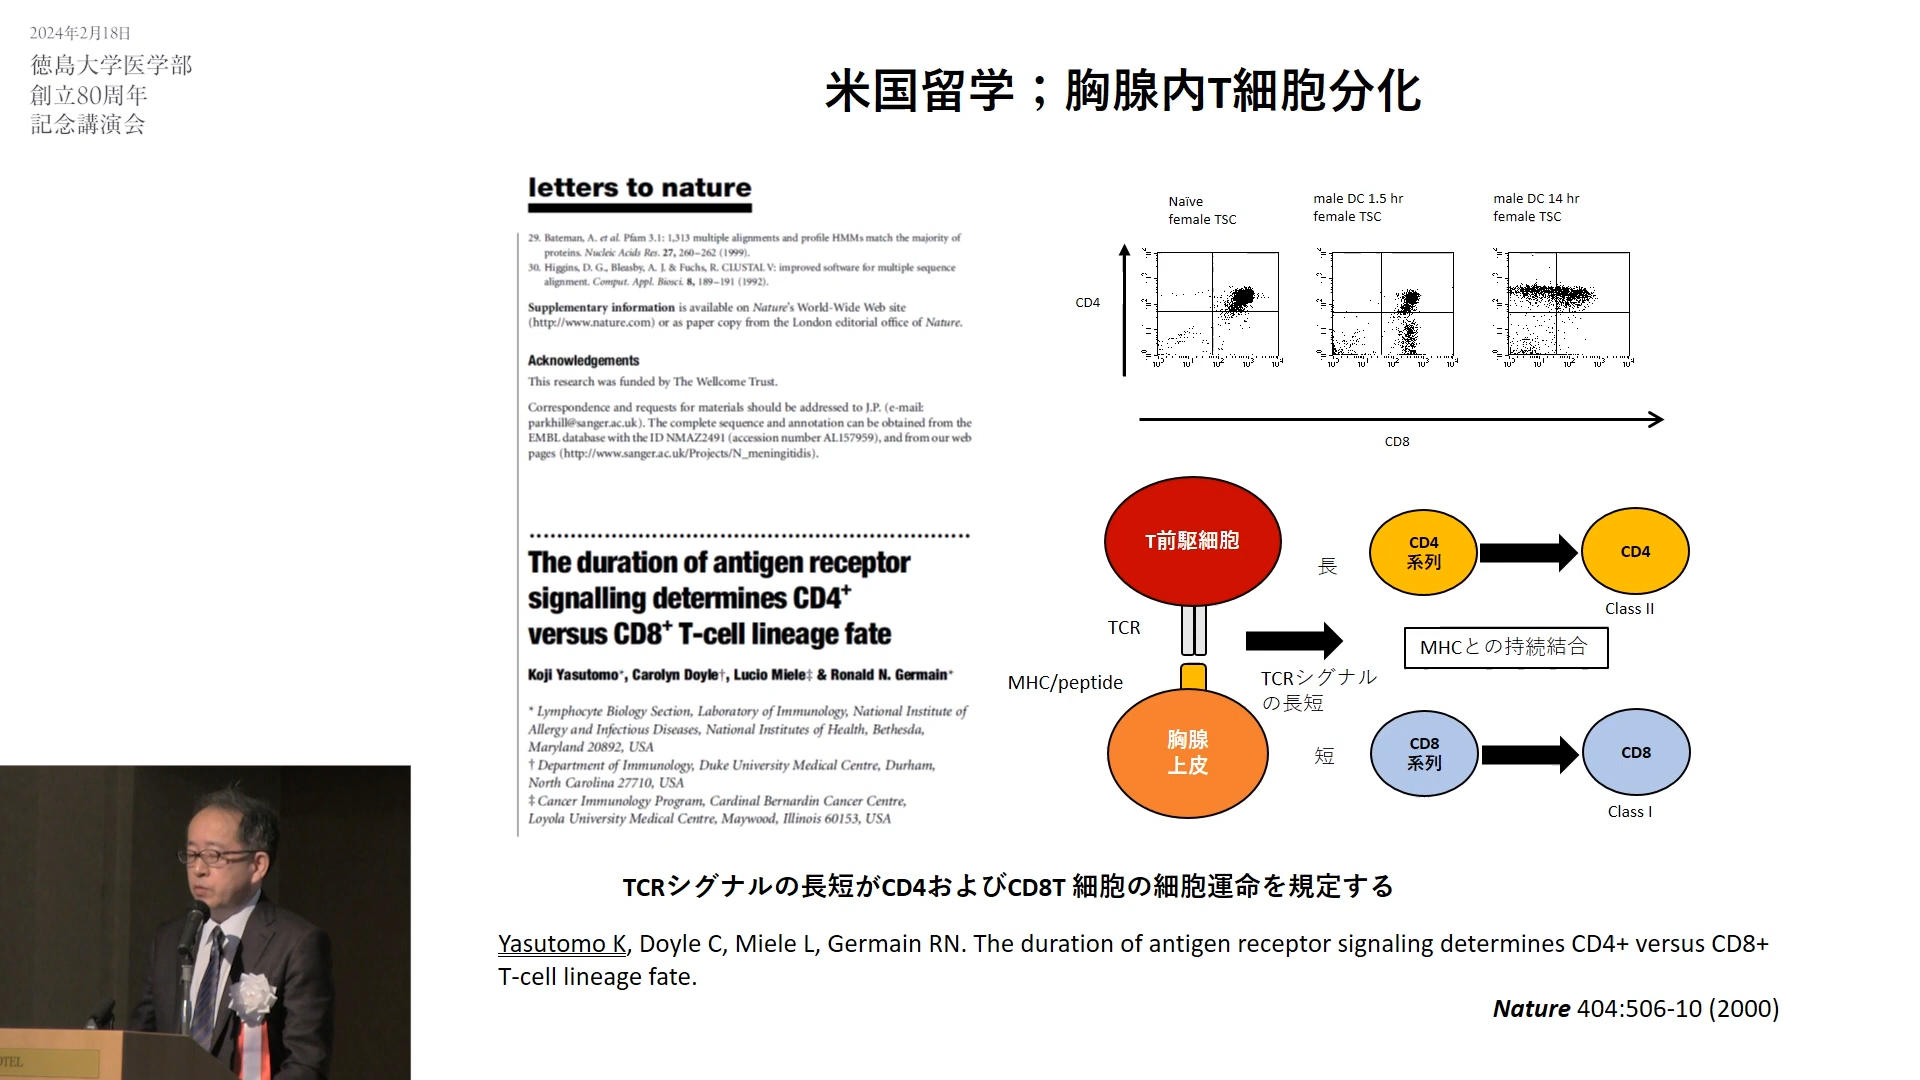 2024年2月18日
徳島大学医学部
創立80周年
記念講演会
米国留学；胸腺内T細胞分化
letters to nature
29. Bateman, A. et al. Pfam 3.1: 1,313 multiple alignments and profile HMMs match the majority of
proteins. Nucleic Acids Res. 27, 260–262 (1999).
30. Higgins, D. G., Bleasby, A. J. & Fuchs, R. CLUSTAL V: improved software for multiple sequence
alignment. Comput. Appl. Biosci. 8, 189–191 (1992).
Supplementary information is available on Nature's World-Wide Web site
(http://www.nature.com) or as paper copy from the London editorial office of Nature.
Acknowledgements
This research was funded by The Wellcome Trust.
Correspondence and requests for materials should be addressed to J.P. (e-mail:
parkhill@sanger.ac.uk). The complete sequence and annotation can be obtained from the
EMBL database with the ID NMAZ2491 (accession number AL157959), and from our web
pages (http://www.sanger.ac.uk/Projects/N_meningitidis).
The duration of antigen receptor
signalling determines CD4+
versus CD8+ T-cell lineage fate
Koji Yasutomo*, Carolyn Doyle†, Lucio Miele‡ & Ronald N. Germain*
* Lymphocyte Biology Section, Laboratory of Immunology, National Institute of
Allergy and Infectious Diseases, National Institutes of Health, Bethesda,
Maryland 20892, USA
† Department of Immunology, Duke University Medical Centre, Durham,
North Carolina 27710, USA
‡ Cancer Immunology Program, Cardinal Bernardin Cancer Centre,
Loyola University Medical Centre, Maywood, Illinois 60153, USA
Naïve
female TSC
male DC 1.5 hr
female TSC
male DC 14 hr
female TSC
CD4
CD8
T前駆細胞
長
CD4
系列
CD4
Class II
TCR
MHCとの持続結合
MHC/peptide
TCRシグナル
の長短
胸腺
上皮
短
CD8
系列
CD8
Class I
TCRシグナルの長短がCD4およびCD8T 細胞の細胞運命を規定する
Yasutomo K, Doyle C, Miele L, Germain RN. The duration of antigen receptor signaling determines CD4+ versus CD8+
T-cell lineage fate.
Nature 404:506-10 (2000)